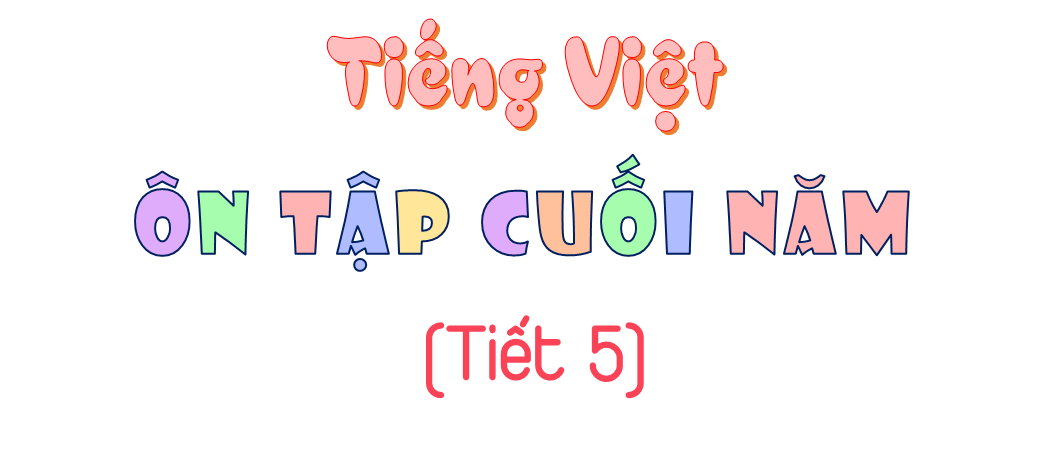 Tiếng Việt
ÔN TẬP CUỐI NĂM
(Tiết 5)